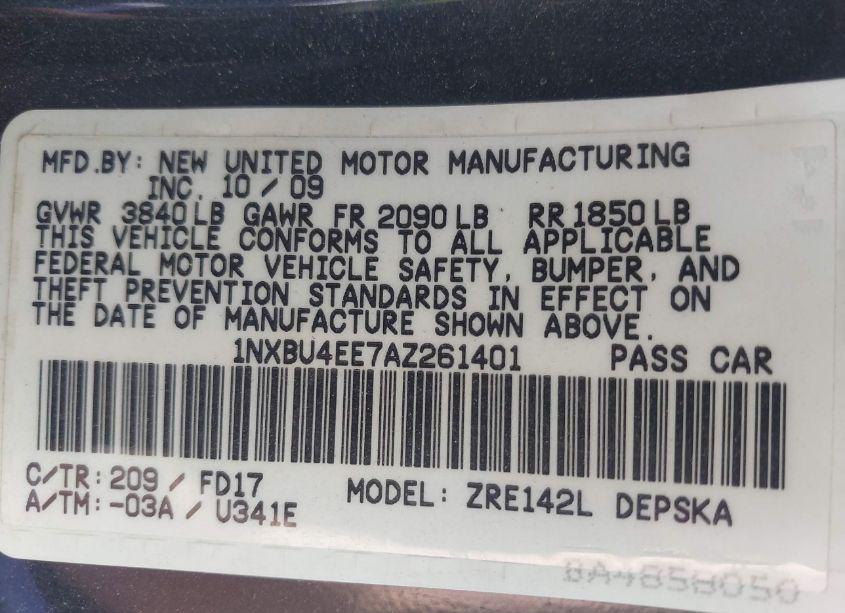 MFD.BY: NEW UNITED MOTOR MANUFACTURING
INC. 10 / 09
GVWR 3840 LB GAWR FR 2090 LB RR 1850 LB
THIS VEHICLE CONFORMS TO ALL APPLICABLE
FEDERAL MOTOR VEHICLE SAFETY, BUMPER, AND
THEFT PREVENTION STANDARDS IN EFFECT ON
THE DATE OF MANUFACTURE SHOWN ABOVE.
1NXBU4EE7AZ261401 PASS CAR
C/TR: 209 / FD17
A/TM: -03A / U341E
MODEL: ZRE142L DEPSKA